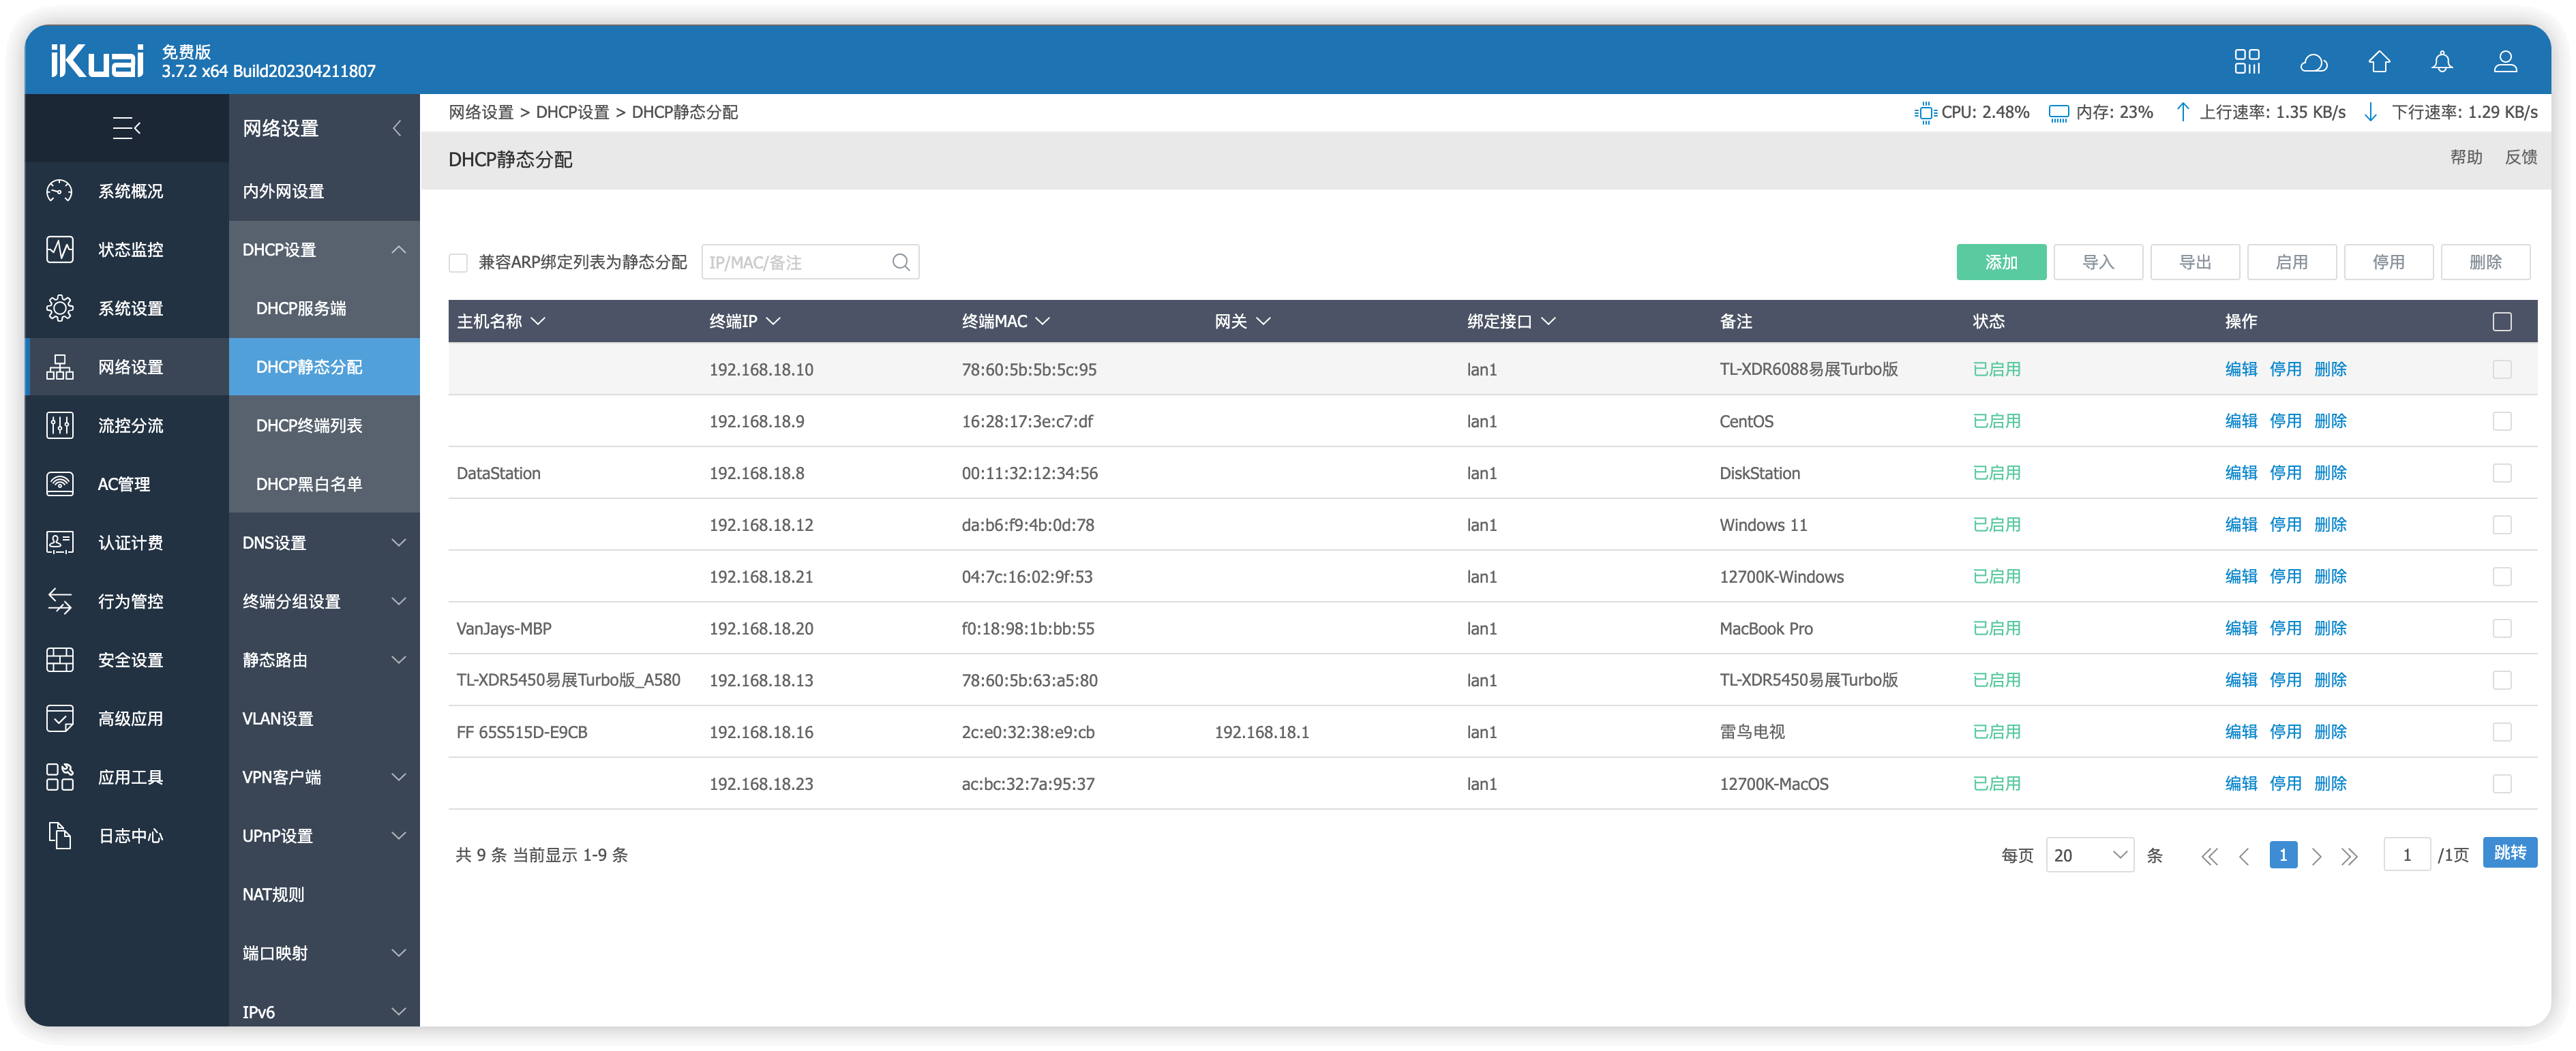 iKuai 免费版
3.7.2 x64 Build202304211807
系统概况
状态监控
系统设置
网络设置
流控分流
AC管理
认证计费
行为管控
安全设置
高级应用
应用工具
日志中心
网络设置
内外网设置
DHCP设置
DHCP服务端
DHCP静态分配
DHCP终端列表
DHCP黑白名单
DNS设置
终端分组设置
静态路由
VLAN设置
VPN客户端
UPnP设置
NAT规则
端口映射
IPv6
网络设置 > DHCP设置 > DHCP静态分配 CPU: 2.48% 内存: 23% 上行速率: 1.35 KB/s 下行速率: 1.29 KB/s
DHCP静态分配 帮助 反馈
兼容ARP绑定列表为静态分配 IP/MAC/备注 添加 导入 导出 启用 停用 删除
主机名称 终端IP 终端MAC 网关 绑定接口 备注 状态 操作
192.168.18.10 78:60:5b:5b:5c:95 lan1 TL-XDR6088易展Turbo版 已启用 编辑 停用 删除
192.168.18.9 16:28:17:3e:c7:df lan1 CentOS 已启用 编辑 停用 删除
DataStation 192.168.18.8 00:11:32:12:34:56 lan1 DiskStation 已启用 编辑 停用 删除
192.168.18.12 da:b6:f9:4b:0d:78 lan1 Windows 11 已启用 编辑 停用 删除
192.168.18.21 04:7c:16:02:9f:53 lan1 12700K-Windows 已启用 编辑 停用 删除
VanJays-MBP 192.168.18.20 f0:18:98:1b:bb:55 lan1 MacBook Pro 已启用 编辑 停用 删除
TL-XDR5450易展Turbo版_A580 192.168.18.13 78:60:5b:63:a5:80 lan1 TL-XDR5450易展Turbo版 已启用 编辑 停用 删除
FF 65S515D-E9CB 192.168.18.16 2c:e0:32:38:e9:cb 192.168.18.1 lan1 雷鸟电视 已启用 编辑 停用 删除
192.168.18.23 ac:bc:32:7a:95:37 lan1 12700K-MacOS 已启用 编辑 停用 删除
共 9 条 当前显示 1-9 条 每页 20 条 1 1 /1页 跳转